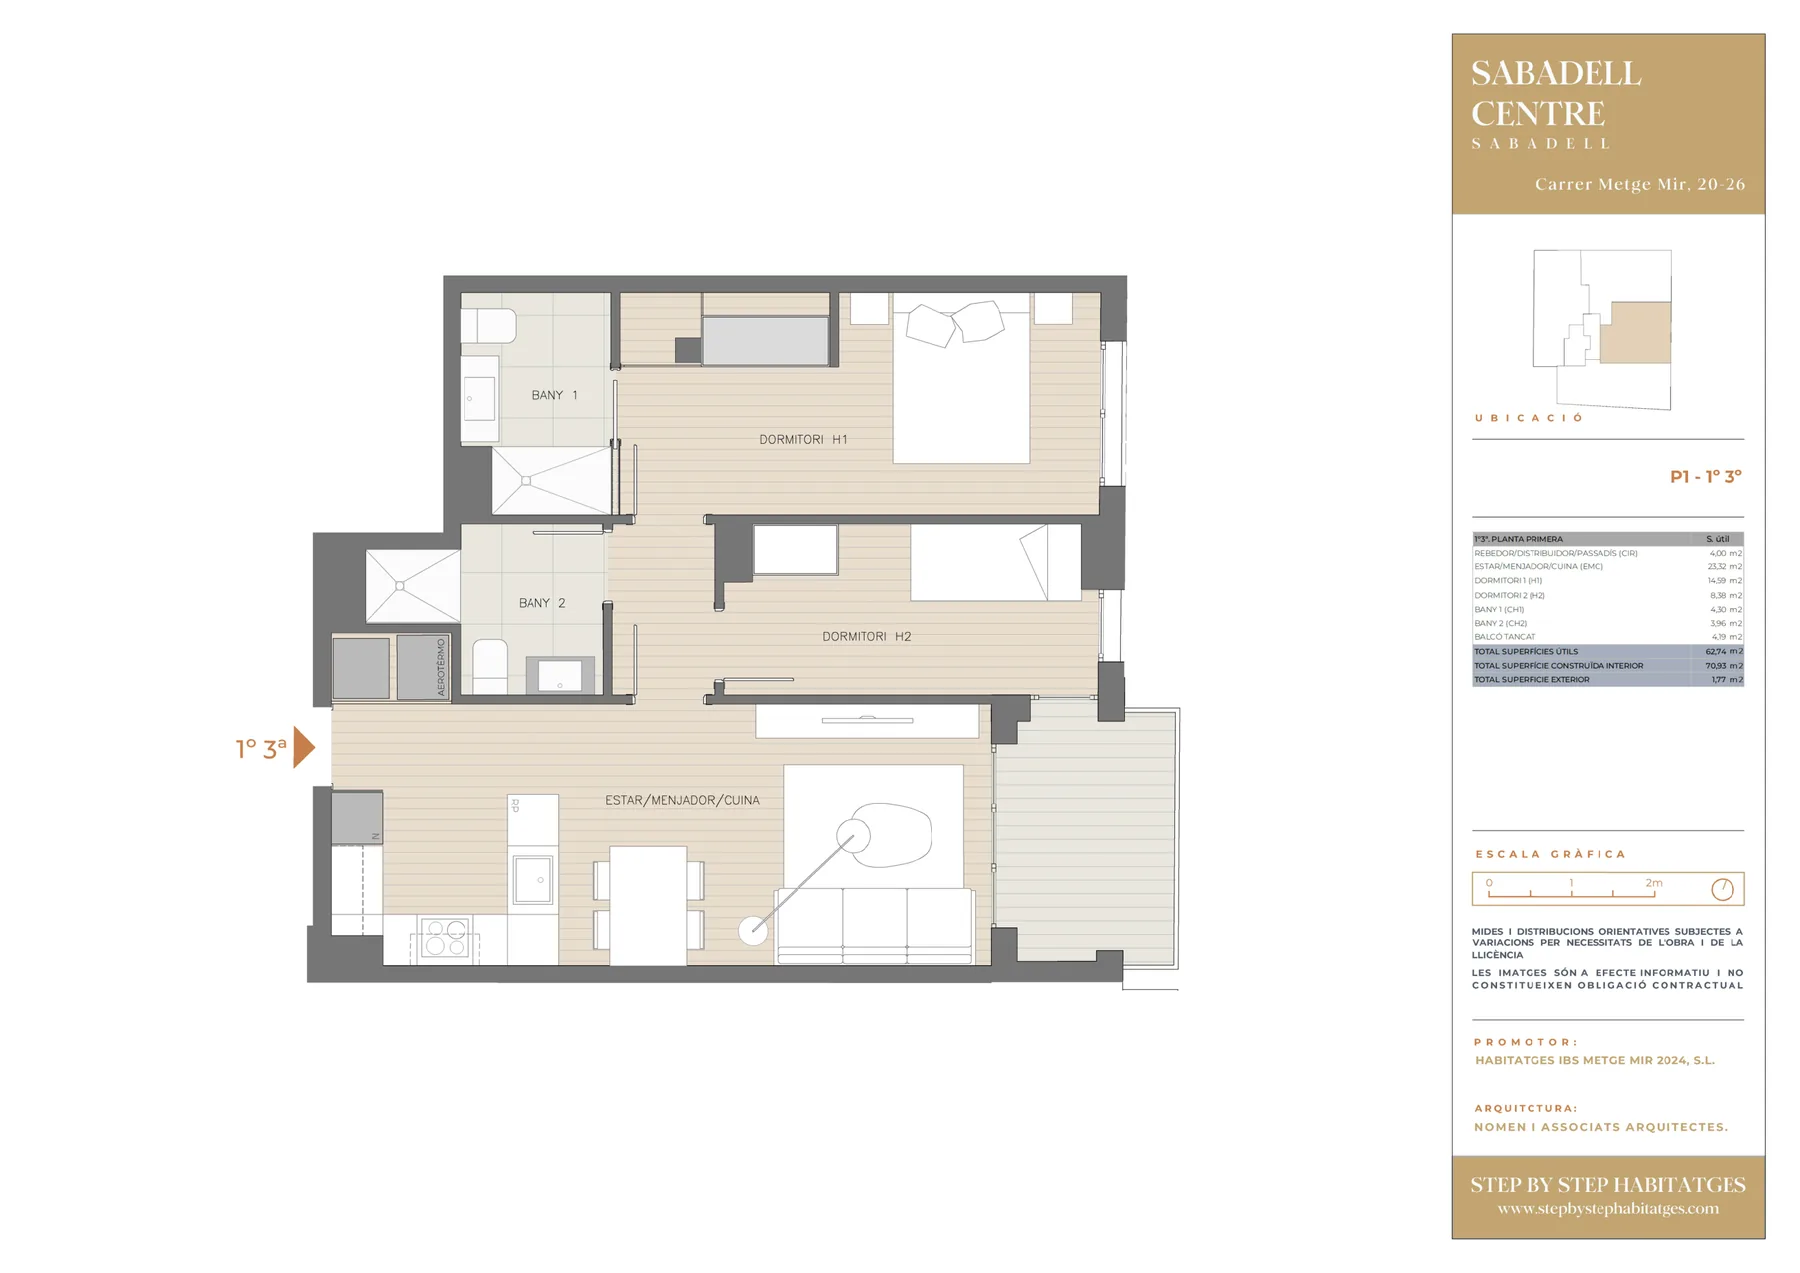 SABADELL
CENTRE
SABADELL
Carrer Metge Mir, 20-26
UBICACIÓ
P1 - 1º 3º
1º3ª. PLANTA PRIMERA S. útil
REBEDOR/DISTRIBUIDOR/PASSADÍS (CIR) 4,00 m2
ESTAR/MENJADOR/CUINA (EMC) 23,32 m2
DORMITORI 1 (H1) 14,59 m2
DORMITORI 2 (H2) 8,38 m2
BANY 1 (CH1) 4,30 m2
BANY 2 (CH2) 3,96 m2
BALCÓ TANCAT 4,19 m2
TOTAL SUPERFÍCIES ÚTILS 62,74 m2
TOTAL SUPERFÍCIE CONSTRUÏDA INTERIOR 70,93 m2
TOTAL SUPERFICIE EXTERIOR 1,77 m2
ESCALA GRÀFICA
0 1 2m
MIDES I DISTRIBUCIONS ORIENTATIVES SUBJECTES A
VARIACIONS PER NECESSITATS DE L'OBRA I DE LA
LLICÈNCIA
LES IMATGES SÓN A EFECTE INFORMATIU I NO
CONSTITUEIXEN OBLIGACIÓ CONTRACTUAL
PROMOTOR:
HABITATGES IBS METGE MIR 2024, S.L.
ARQUITCTURA:
NOMEN I ASSOCIATS ARQUITECTES.
STEP BY STEP HABITATGES
www.stepbystephabitatges.com
BANY 1
DORMITORI H1
BANY 2
DORMITORI H2
AEROTÈRMO
1º 3ª
ESTAR/MENJADOR/CUINA
N